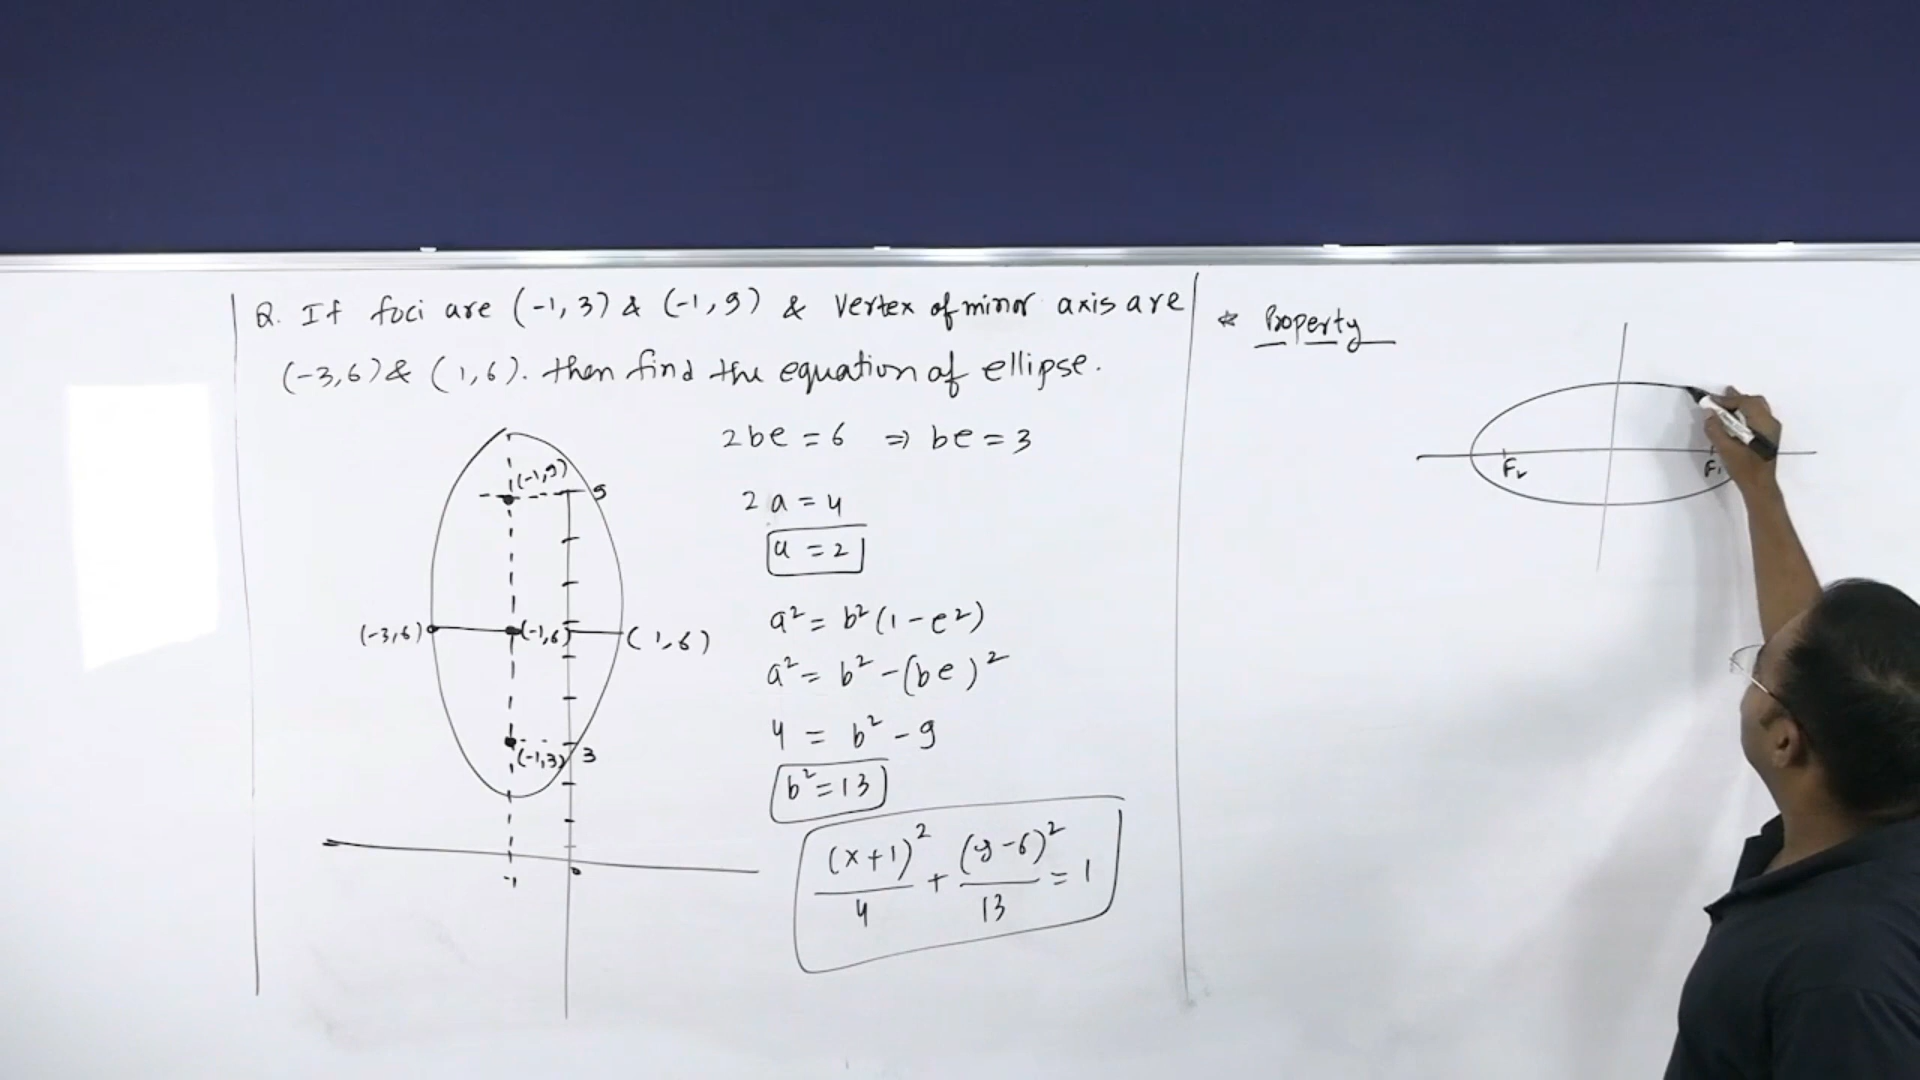 Q. If foci are (-1, 3) & (-1, 9) & Vertex of minor axis are
(-3,6) & (1,6). then find the equation of ellipse.
2be = 6 ⇒ be = 3
2a = 4
a = 2
a² = b²(1-e²)
a² = b² - (be)²
4 = b² - 9
b² = 13
(x+1)²/4 + (y-6)²/13 = 1
(-1,9)
9
(-3,6)
(-1,6)
(1,6)
(-1,3)
3
-1
* Property
F₂
F₁